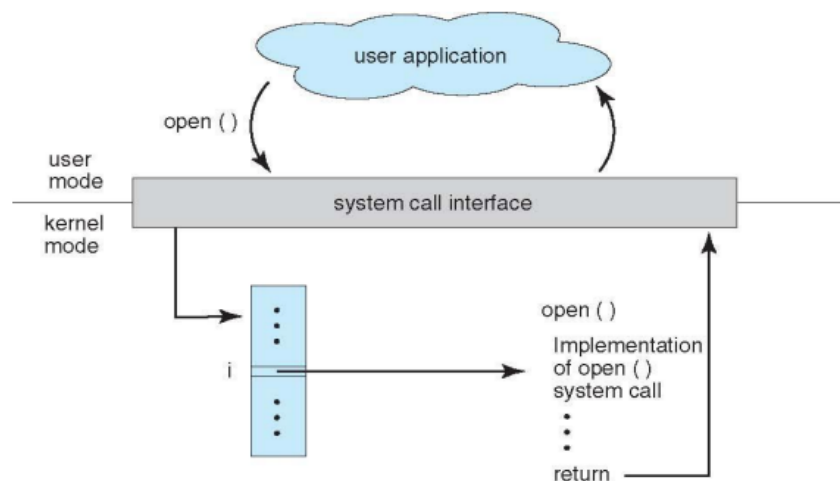 user application
open ( )
user
mode
system call interface
kernel
mode
open ( )
i
Implementation
of open ( )
system call
return